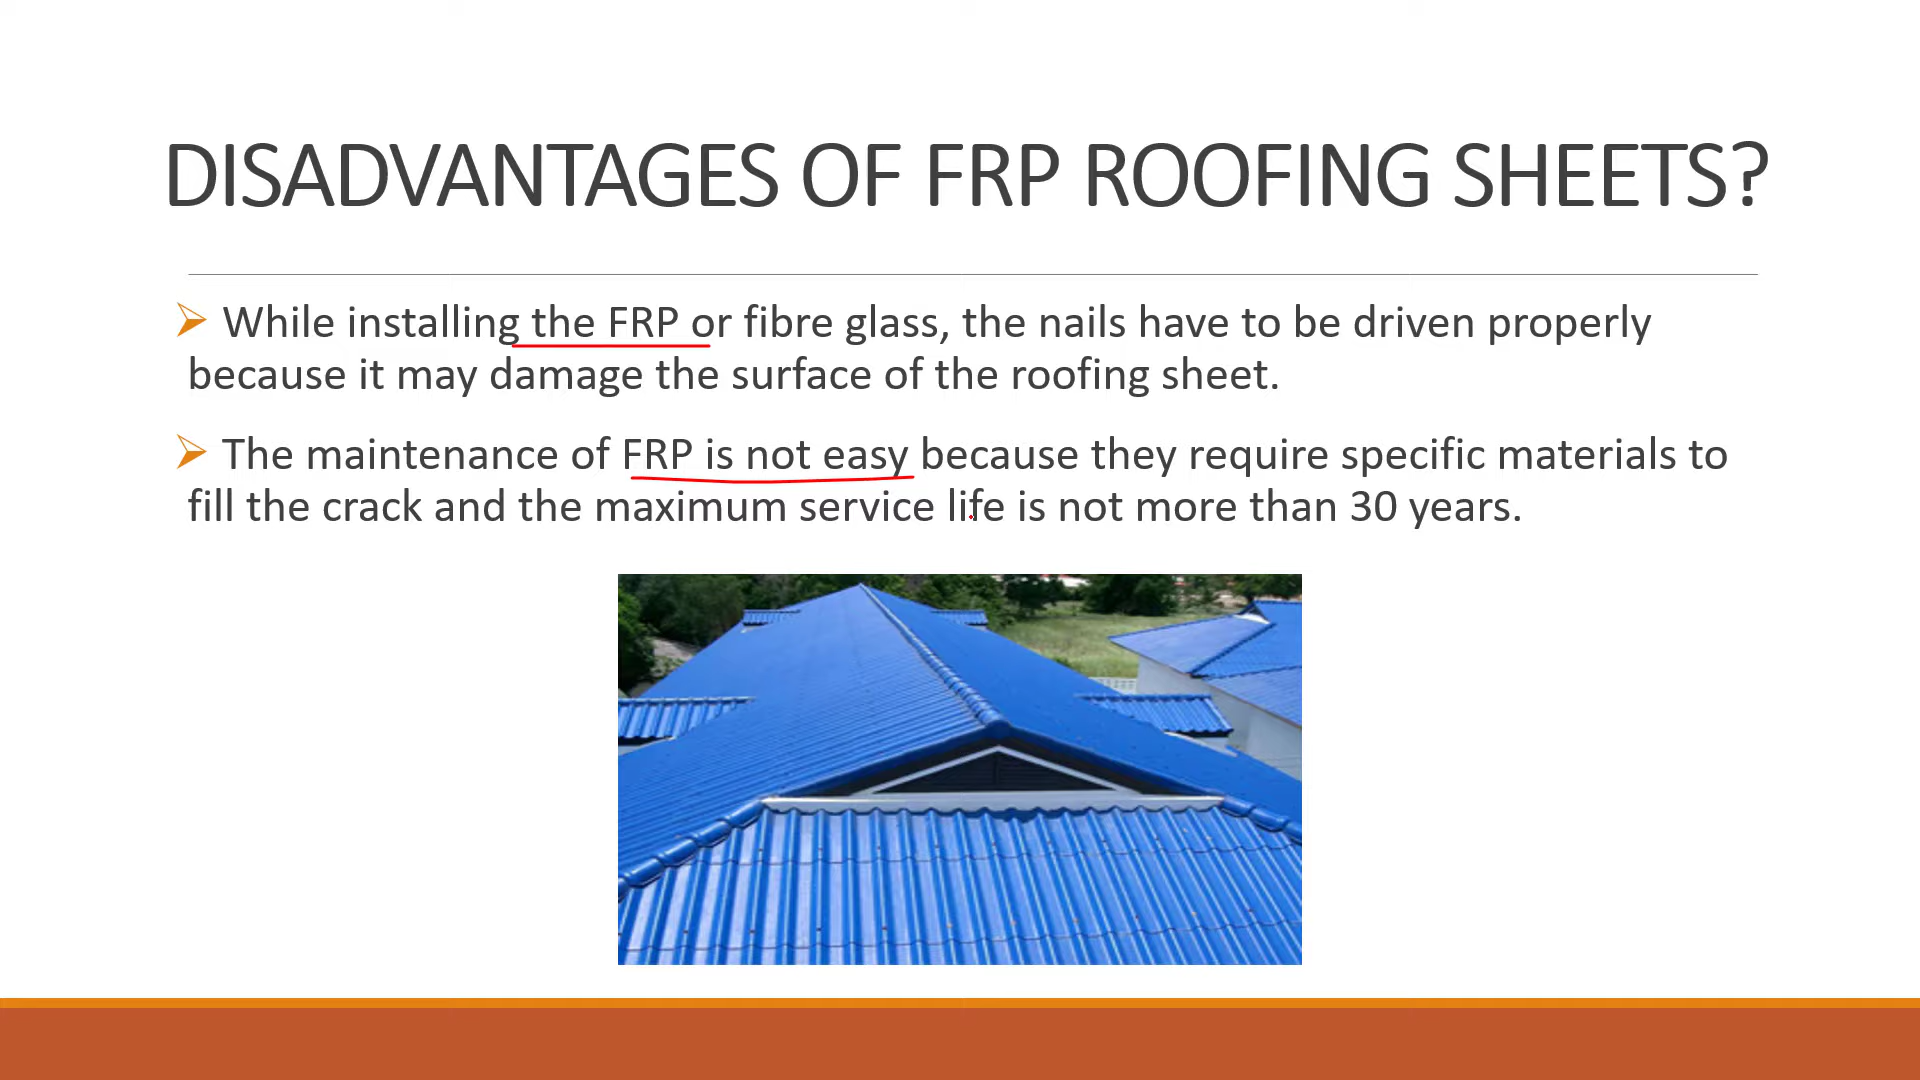 DISADVANTAGES OF FRP ROOFING SHEETS?
While installing the FRP or fibre glass, the nails have to be driven properly
because it may damage the surface of the roofing sheet.
The maintenance of FRP is not easy because they require specific materials to
fill the crack and the maximum service life is not more than 30 years.